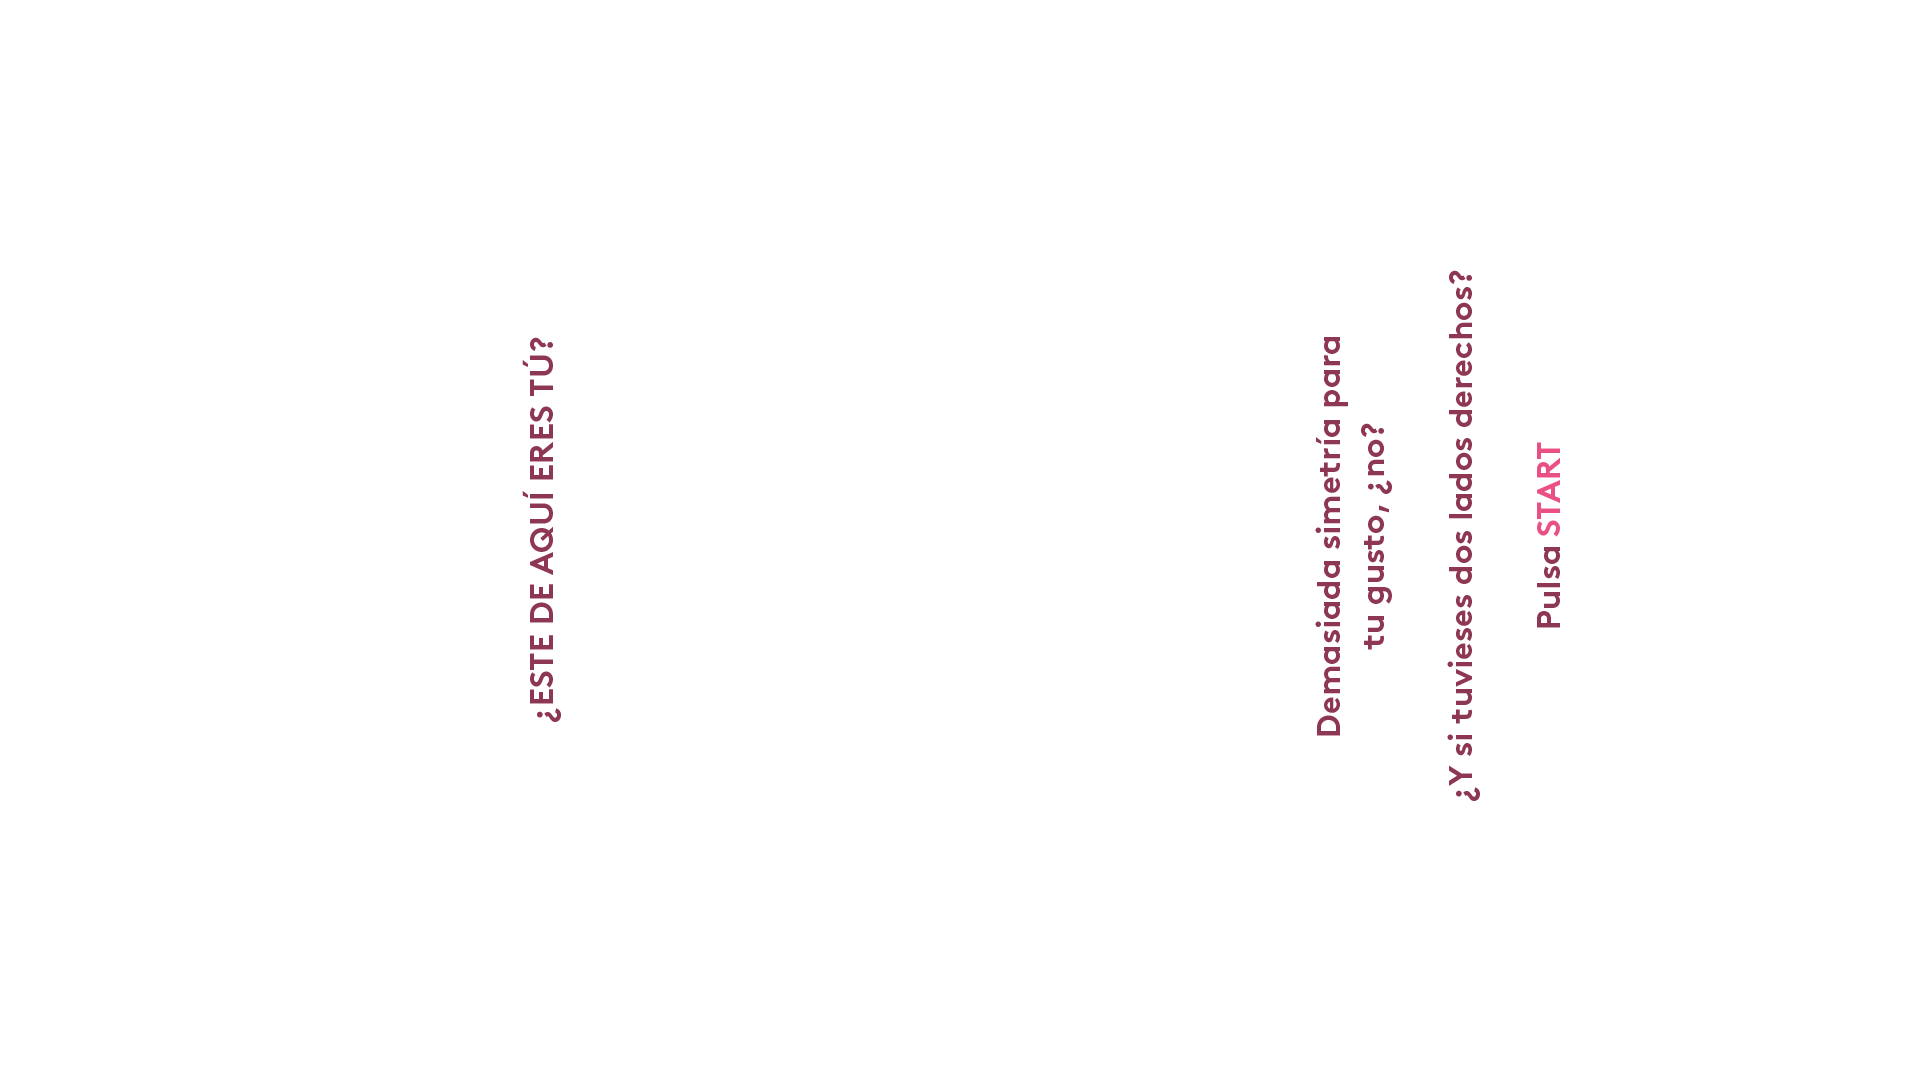 ¿ESTE DE AQUÍ ERES TÚ?
Demasiada simetría para
tu gusto, ¿no?
¿Y si tuvieses dos lados derechos?
Pulsa START